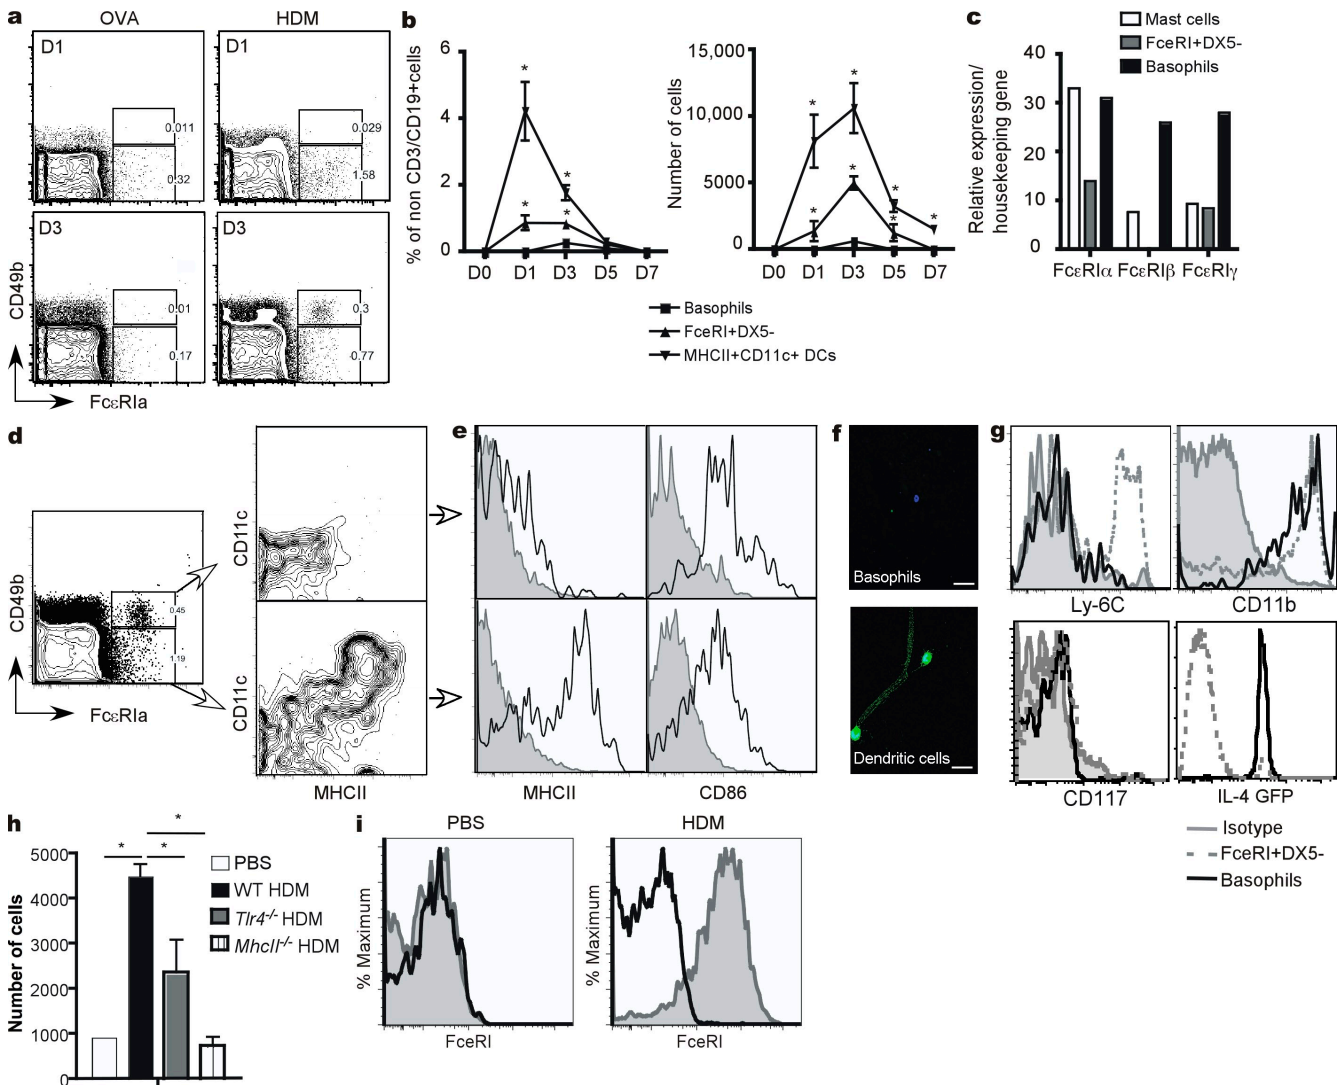 a
OVA
HDM
D1
D1
0.011
0.32
0.029
1.58
D3
D3
0.01
0.17
0.3
0.77
CD49b
FcεRIa
b
% of non CD3/CD19+cells
6
4
2
0
D0 D1 D3 D5 D7
* * * *
Number of cells
15,000
10,000
5000
0
D0 D1 D3 D5 D7
* * * * * * *
Basophils
FceRI+DX5-
MHCII+CD11c+ DCs
c
Mast cells
FceRI+DX5-
Basophils
Relative expression/
housekeeping gene
40
30
20
10
0
FcεRIα FcεRIβ FcεRIγ
d
CD49b
FcεRIa
0.45
1.19
CD11c
CD11c
MHCII
e
MHCII
CD86
f
Basophils
Dendritic cells
g
Ly-6C
CD11b
CD117
IL-4 GFP
Isotype
FceRI+DX5-
Basophils
h
Number of cells
5000
4000
3000
2000
1000
0
* * *
PBS
WT HDM
Tlr4-/- HDM
MhcII-/- HDM
i
PBS
HDM
% Maximum
% Maximum
FceRI
FceRI